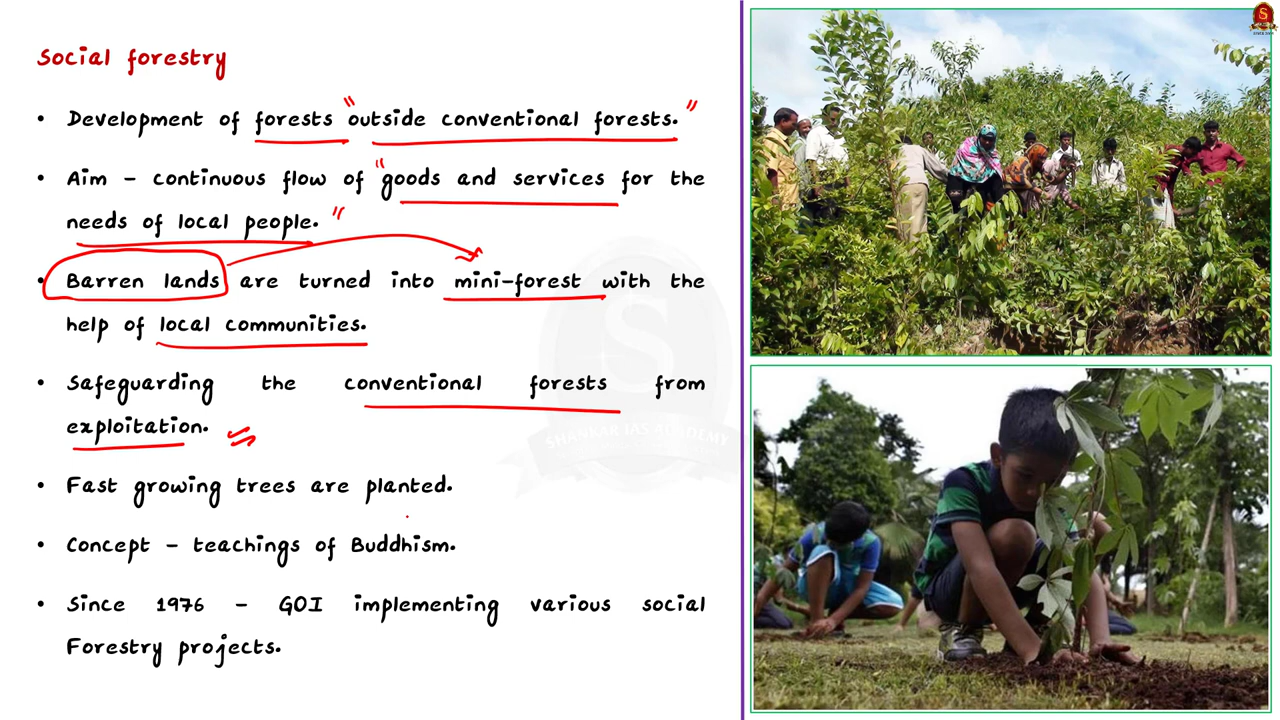 Social forestry
• Development of forests "outside conventional forests."
• Aim - continuous flow of "goods and services for the
needs of local people."
• Barren lands are turned into mini-forest with the
help of local communities.
• Safeguarding the conventional forests from
exploitation.
• Fast growing trees are planted.
• Concept - teachings of Buddhism.
• Since 1976 - GOI implementing various social
Forestry projects.
SHANKAR IAS ACADEMY